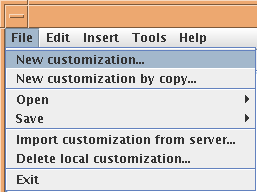 File Edit Insert Tools Help
New customization...
New customization by copy...
Open
Save
Import customization from server...
Delete local customization...
Exit